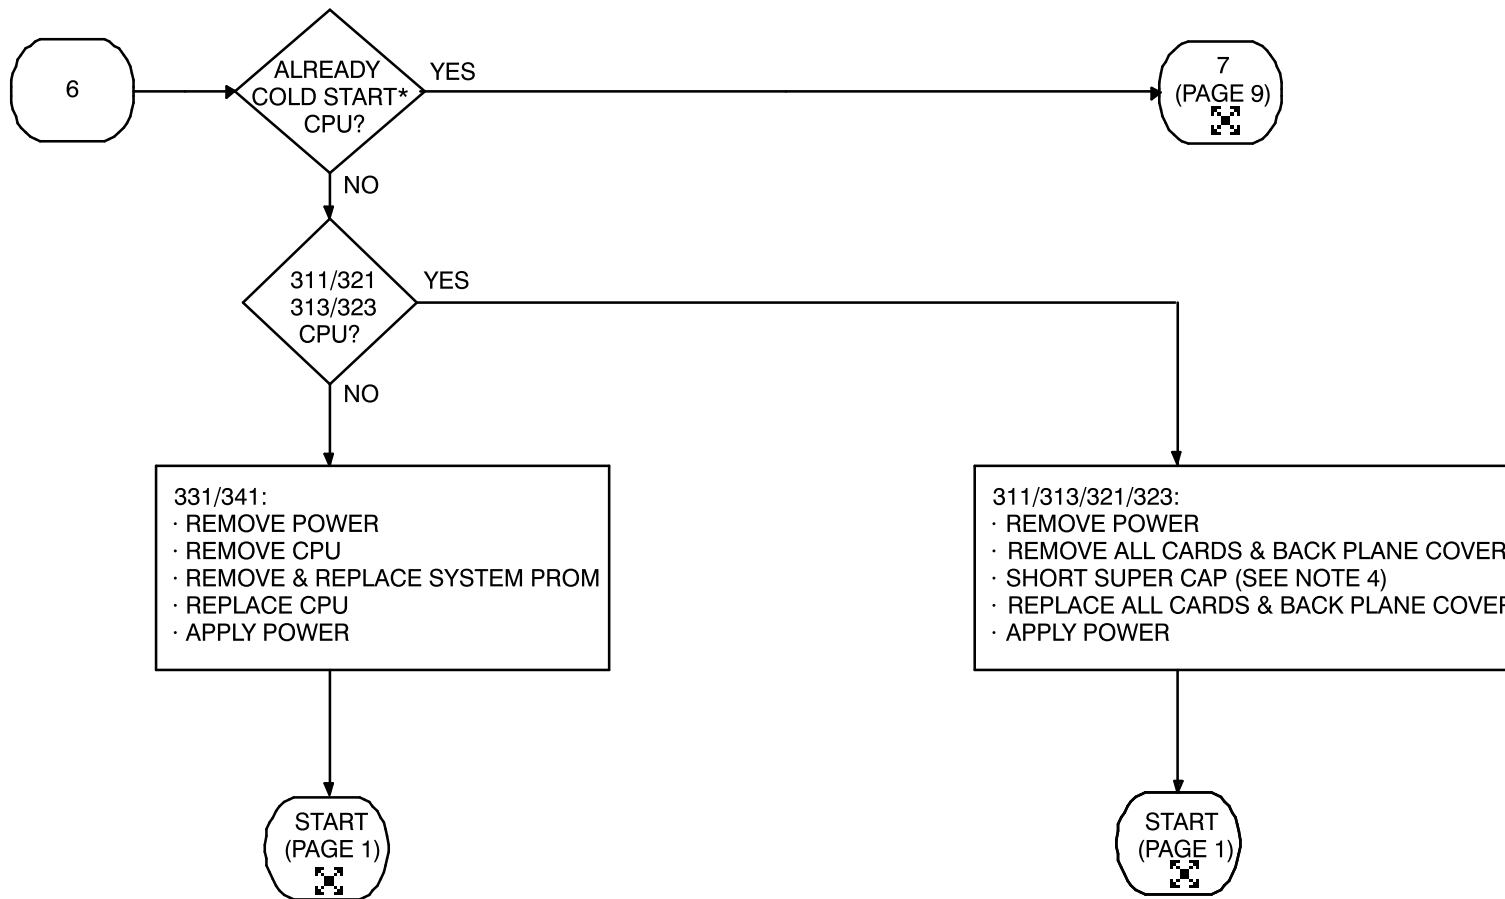 6
ALREADY
COLD START*
CPU?
YES
7
(PAGE 9)
NO
311/321
313/323
CPU?
YES
NO
331/341:
· REMOVE POWER
· REMOVE CPU
· REMOVE & REPLACE SYSTEM PROM
· REPLACE CPU
· APPLY POWER
311/313/321/323:
· REMOVE POWER
· REMOVE ALL CARDS & BACK PLANE COVER
· SHORT SUPER CAP (SEE NOTE 4)
· REPLACE ALL CARDS & BACK PLANE COVER
· APPLY POWER
START
(PAGE 1)
START
(PAGE 1)